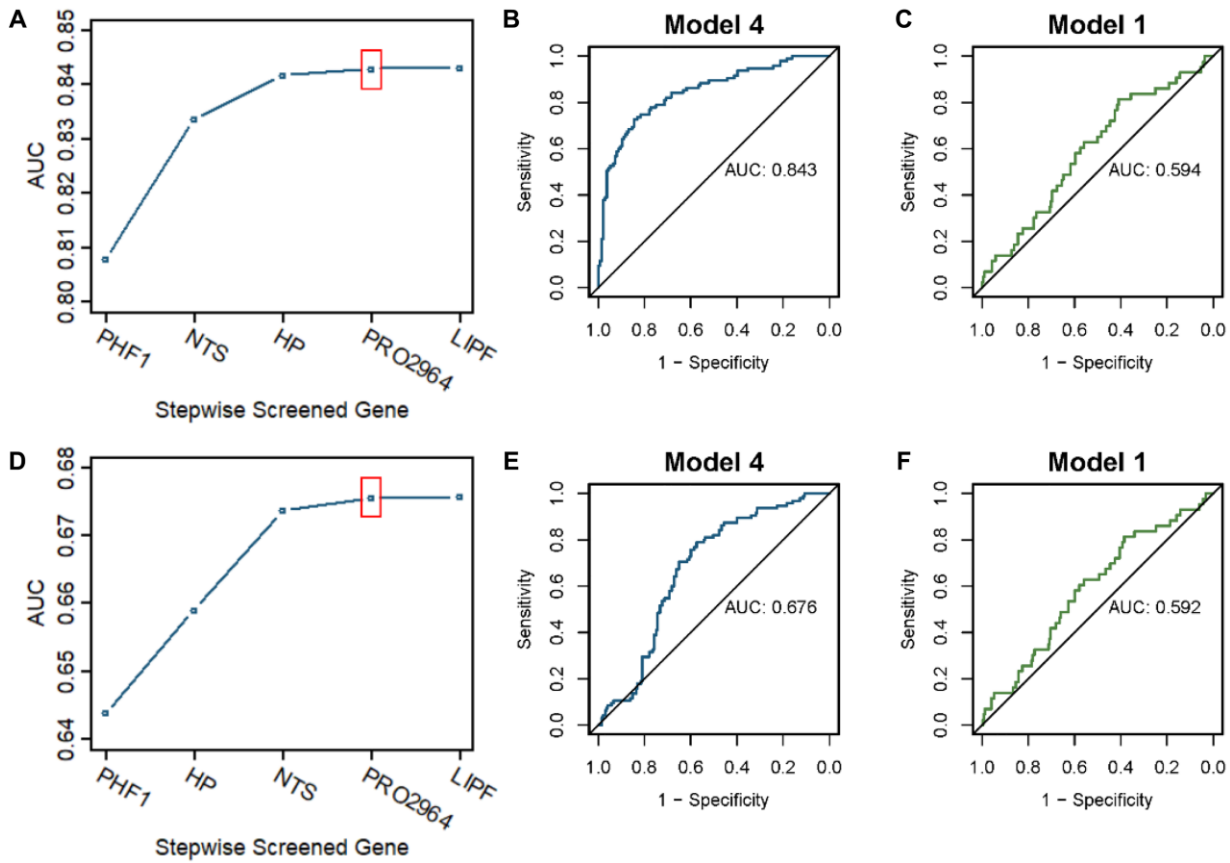 A
AUC
0.85
0.84
0.83
0.82
0.81
0.80
PHF1
NTS
HP
PRO2964
LIPF
Stepwise Screened Gene
B
Model 4
Sensitivity
1.0
0.8
0.6
0.4
0.2
0.0
AUC: 0.843
1.0 0.8 0.6 0.4 0.2 0.0
1 − Specificity
C
Model 1
Sensitivity
1.0
0.8
0.6
0.4
0.2
0.0
AUC: 0.594
1.0 0.8 0.6 0.4 0.2 0.0
1 − Specificity
D
AUC
0.68
0.67
0.66
0.65
0.64
PHF1
HP
NTS
PRO2964
LIPF
Stepwise Screened Gene
E
Model 4
Sensitivity
1.0
0.8
0.6
0.4
0.2
0.0
AUC: 0.676
1.0 0.8 0.6 0.4 0.2 0.0
1 − Specificity
F
Model 1
Sensitivity
1.0
0.8
0.6
0.4
0.2
0.0
AUC: 0.592
1.0 0.8 0.6 0.4 0.2 0.0
1 − Specificity